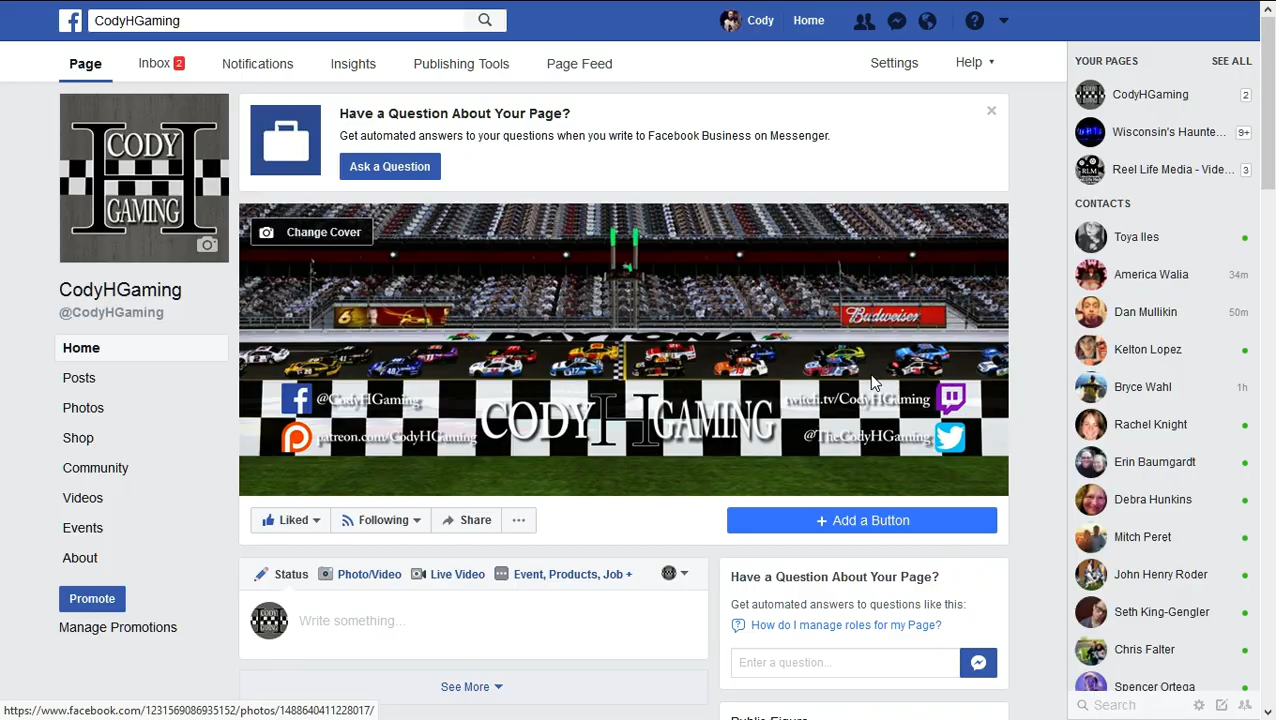 CodyHGaming
Cody Home
Page Inbox 2 Notifications Insights Publishing Tools Page Feed Settings Help
CODY
H
GAMING
CodyHGaming
@CodyHGaming
Home
Posts
Photos
Shop
Community
Videos
Events
About
Promote
Manage Promotions
Have a Question About Your Page?
Get automated answers to your questions when you write to Facebook Business on Messenger.
Ask a Question
Change Cover
Budweiser
DAYTONA
@CodyHGaming
patreon.com/CodyHGaming
CODY H GAMING
twitch.tv/CodyHGaming
@TheCodyHGaming
Liked Following Share ...
+ Add a Button
Status Photo/Video Live Video Event, Products, Job +
Write something...
See More
Have a Question About Your Page?
Get automated answers to questions like this:
How do I manage roles for my Page?
Enter a question...
YOUR PAGES SEE ALL
CodyHGaming 2
Wisconsin's Haunte... 9+
Reel Life Media - Vide... 3
CONTACTS
Toya Iles
America Walia 34m
Dan Mullikin 50m
Kelton Lopez
Bryce Wahl 1h
Rachel Knight
Erin Baumgardt
Debra Hunkins
Mitch Peret
John Henry Roder
Seth King-Gengler
Chris Falter
Spencer Ortega
Search
https://www.facebook.com/1231569086935152/photos/1488640411228017/